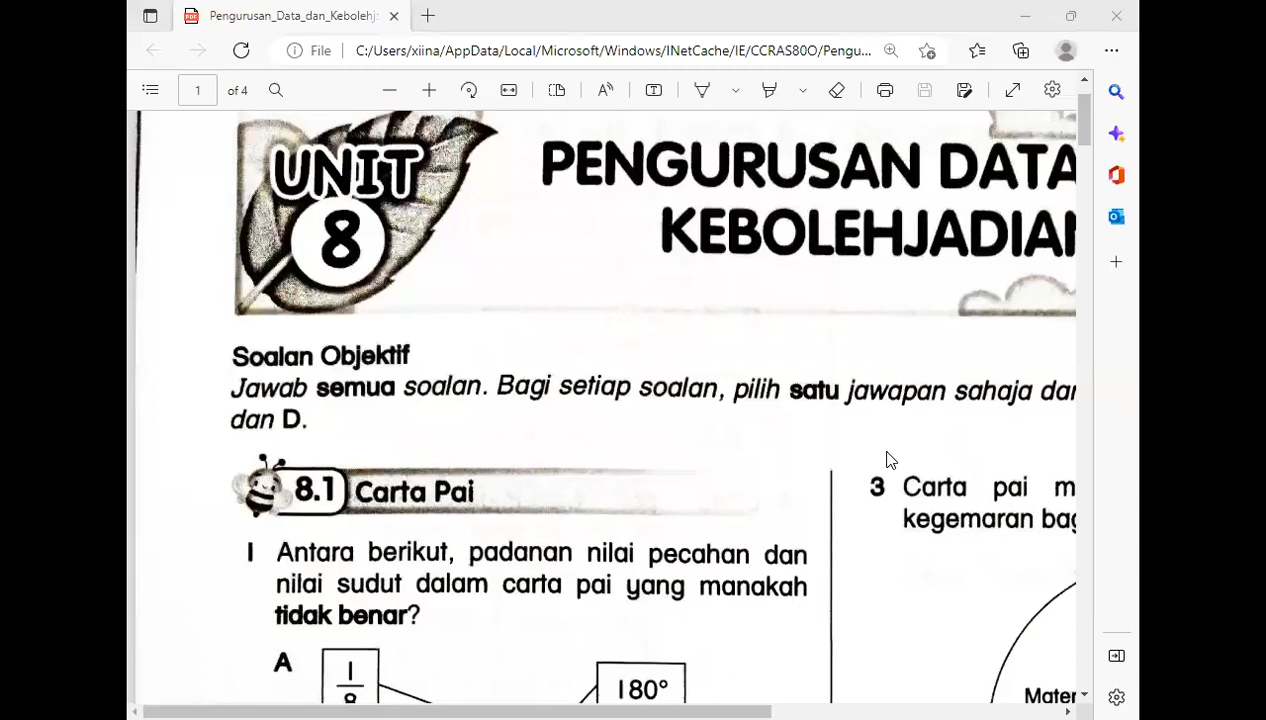 Pengurusan_Data_dan_Kebolehj
File
C:/Users/xiina/AppData/Local/Microsoft/Windows/INetCache/IE/CCRAS80O/Pengu...
1 of 4
UNIT
8
PENGURUSAN DATA
KEBOLEHJADIAN
Soalan Objektif
Jawab semua soalan. Bagi setiap soalan, pilih satu jawapan sahaja dar
dan D.
8.1 Carta Pai
1 Antara berikut, padanan nilai pecahan dan
nilai sudut dalam carta pai yang manakah
tidak benar?
A
1
8
180°
3 Carta pai m
kegemaran bag
Mater